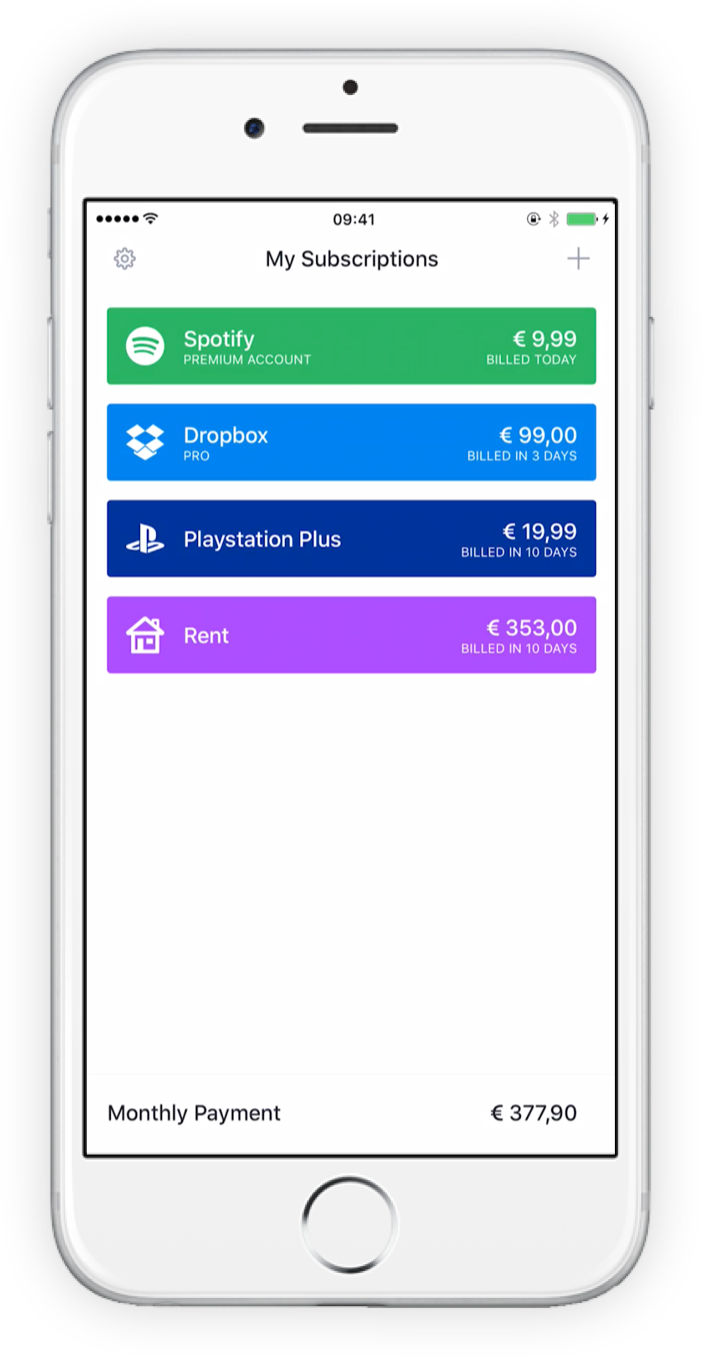 09:41
My Subscriptions
Spotify
PREMIUM ACCOUNT
€ 9,99
BILLED TODAY
Dropbox
PRO
€ 99,00
BILLED IN 3 DAYS
Playstation Plus
€ 19,99
BILLED IN 10 DAYS
Rent
€ 353,00
BILLED IN 10 DAYS
Monthly Payment
€ 377,90